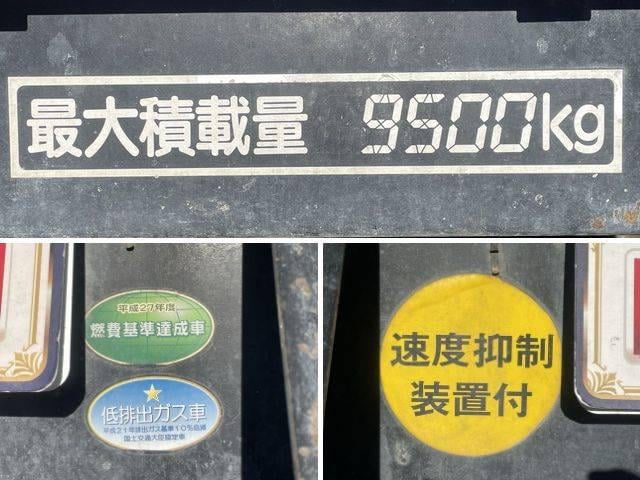 最大積載量 9500kg
平成27年度
燃費基準達成車
低排出ガス車
平成21年排出ガス基準10%低減
国土交通大臣認定車
速度抑制
装置付